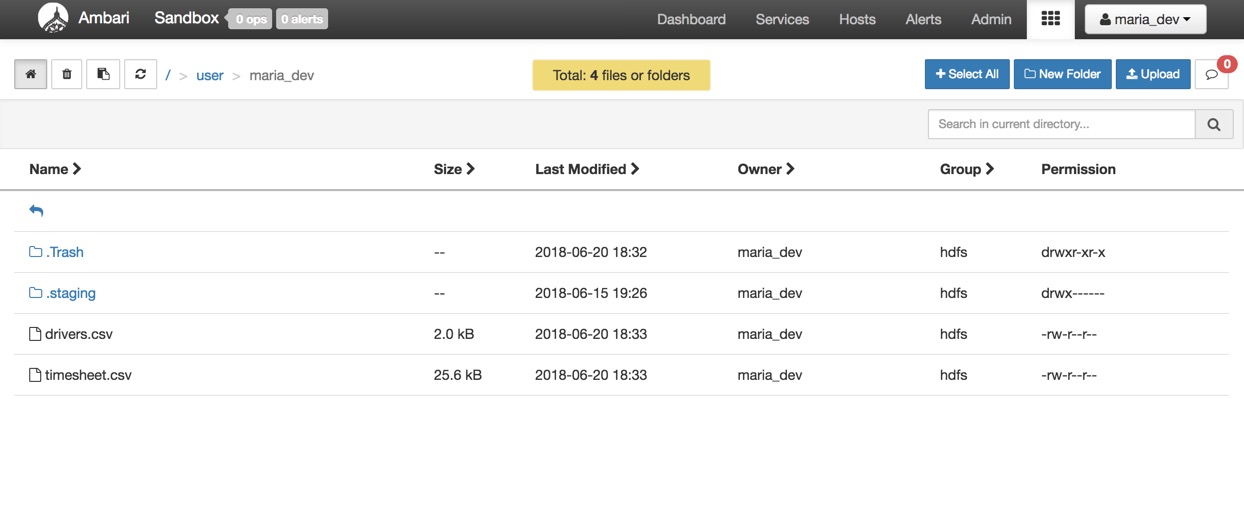 Ambari Sandbox 0 ops 0 alerts Dashboard Services Hosts Alerts Admin maria_dev
/ > user > maria_dev Total: 4 files or folders Select All New Folder Upload 0
Search in current directory...
Name Size Last Modified Owner Group Permission
.Trash -- 2018-06-20 18:32 maria_dev hdfs drwxr-xr-x
.staging -- 2018-06-15 19:26 maria_dev hdfs drwx------
drivers.csv 2.0 kB 2018-06-20 18:33 maria_dev hdfs -rw-r--r--
timesheet.csv 25.6 kB 2018-06-20 18:33 maria_dev hdfs -rw-r--r--